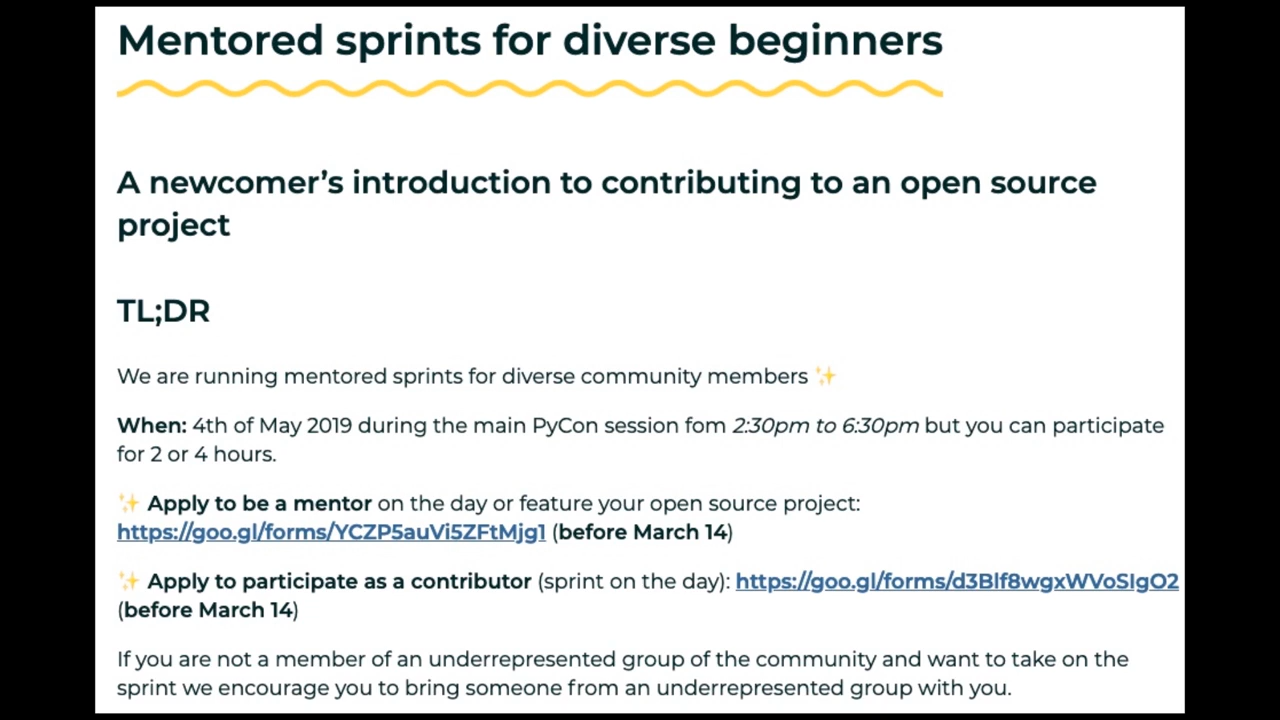 Mentored sprints for diverse beginners
A newcomer’s introduction to contributing to an open source
project
TL;DR
We are running mentored sprints for diverse community members ✨
When: 4th of May 2019 during the main PyCon session fom 2:30pm to 6:30pm but you can participate
for 2 or 4 hours.
✨ Apply to be a mentor on the day or feature your open source project:
https://goo.gl/forms/YCZP5auVi5ZFtMjg1 (before March 14)
✨ Apply to participate as a contributor (sprint on the day): https://goo.gl/forms/d3Blf8wgxWVoSIgO2
(before March 14)
If you are not a member of an underrepresented group of the community and want to take on the
sprint we encourage you to bring someone from an underrepresented group with you.